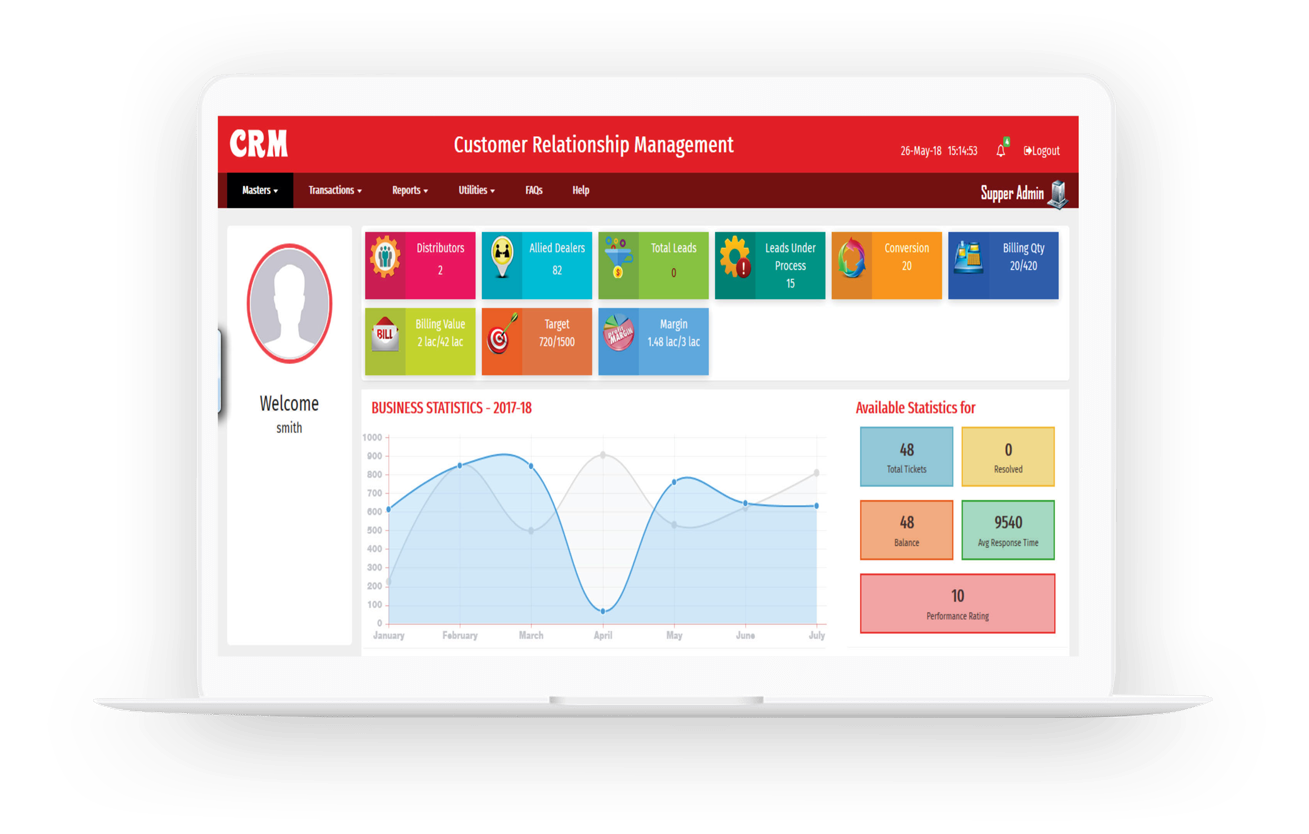 CRM
Customer Relationship Management
26-May-18 15:14:53
4
Logout
Masters
Transactions
Reports
Utilities
FAQs
Help
Supper Admin
Welcome
smith
Distributors
2
Allied Dealers
82
Total Leads
0
Leads Under
Process
15
Conversion
20
Billing Qty
20/420
BILL
Billing Value
2 lac/42 lac
Target
720/1500
MARGIN
Margin
1.48 lac/3 lac
BUSINESS STATISTICS - 2017-18
1000
900
800
700
600
500
400
300
200
100
0
January
February
March
April
May
June
July
Available Statistics for
48
Total Tickets
0
Resolved
48
Balance
9540
Avg Response Time
10
Performance Rating